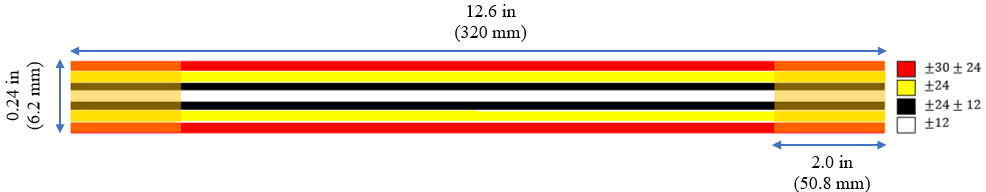 12.6 in
(320 mm)
0.24 in
(6.2 mm)
±30 ± 24
±24
±24 ± 12
±12
2.0 in
(50.8 mm)